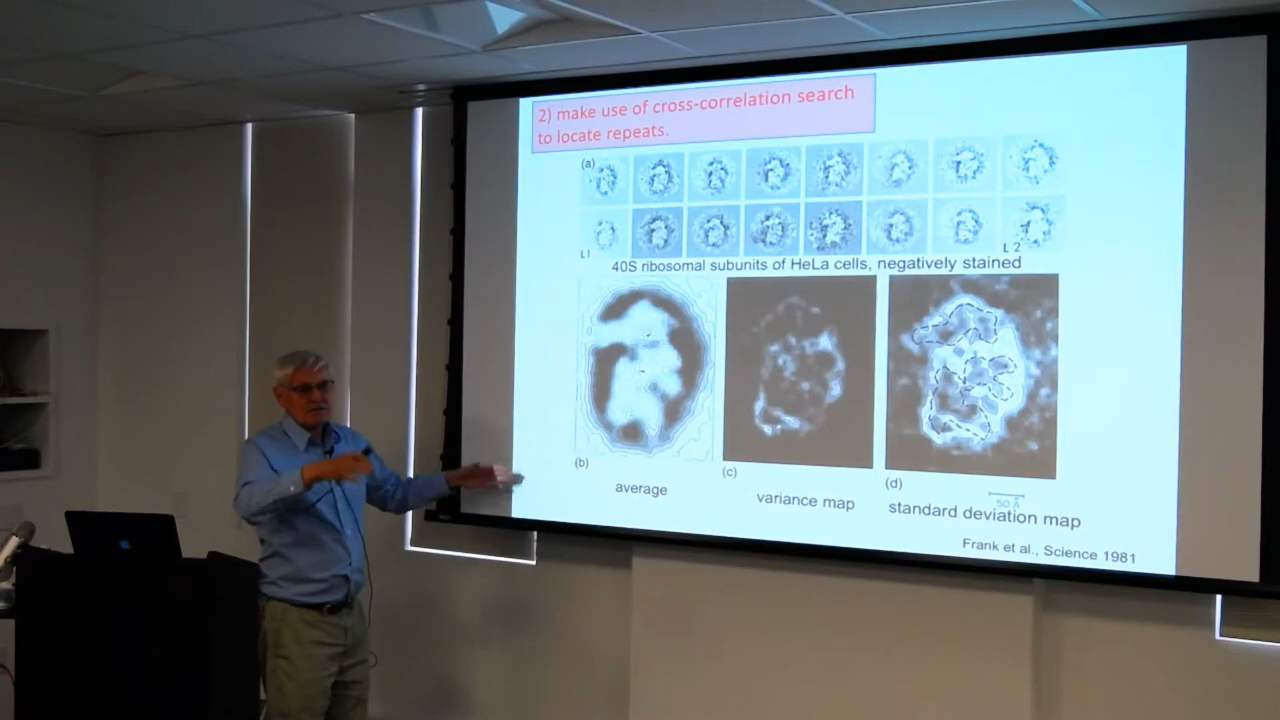 2) make use of cross-correlation search
to locate repeats.
(a)
L1
L 2
40S ribosomal subunits of HeLa cells, negatively stained
(b)
(c)
(d)
average
variance map
50 Å
standard deviation map
Frank et al., Science 1981